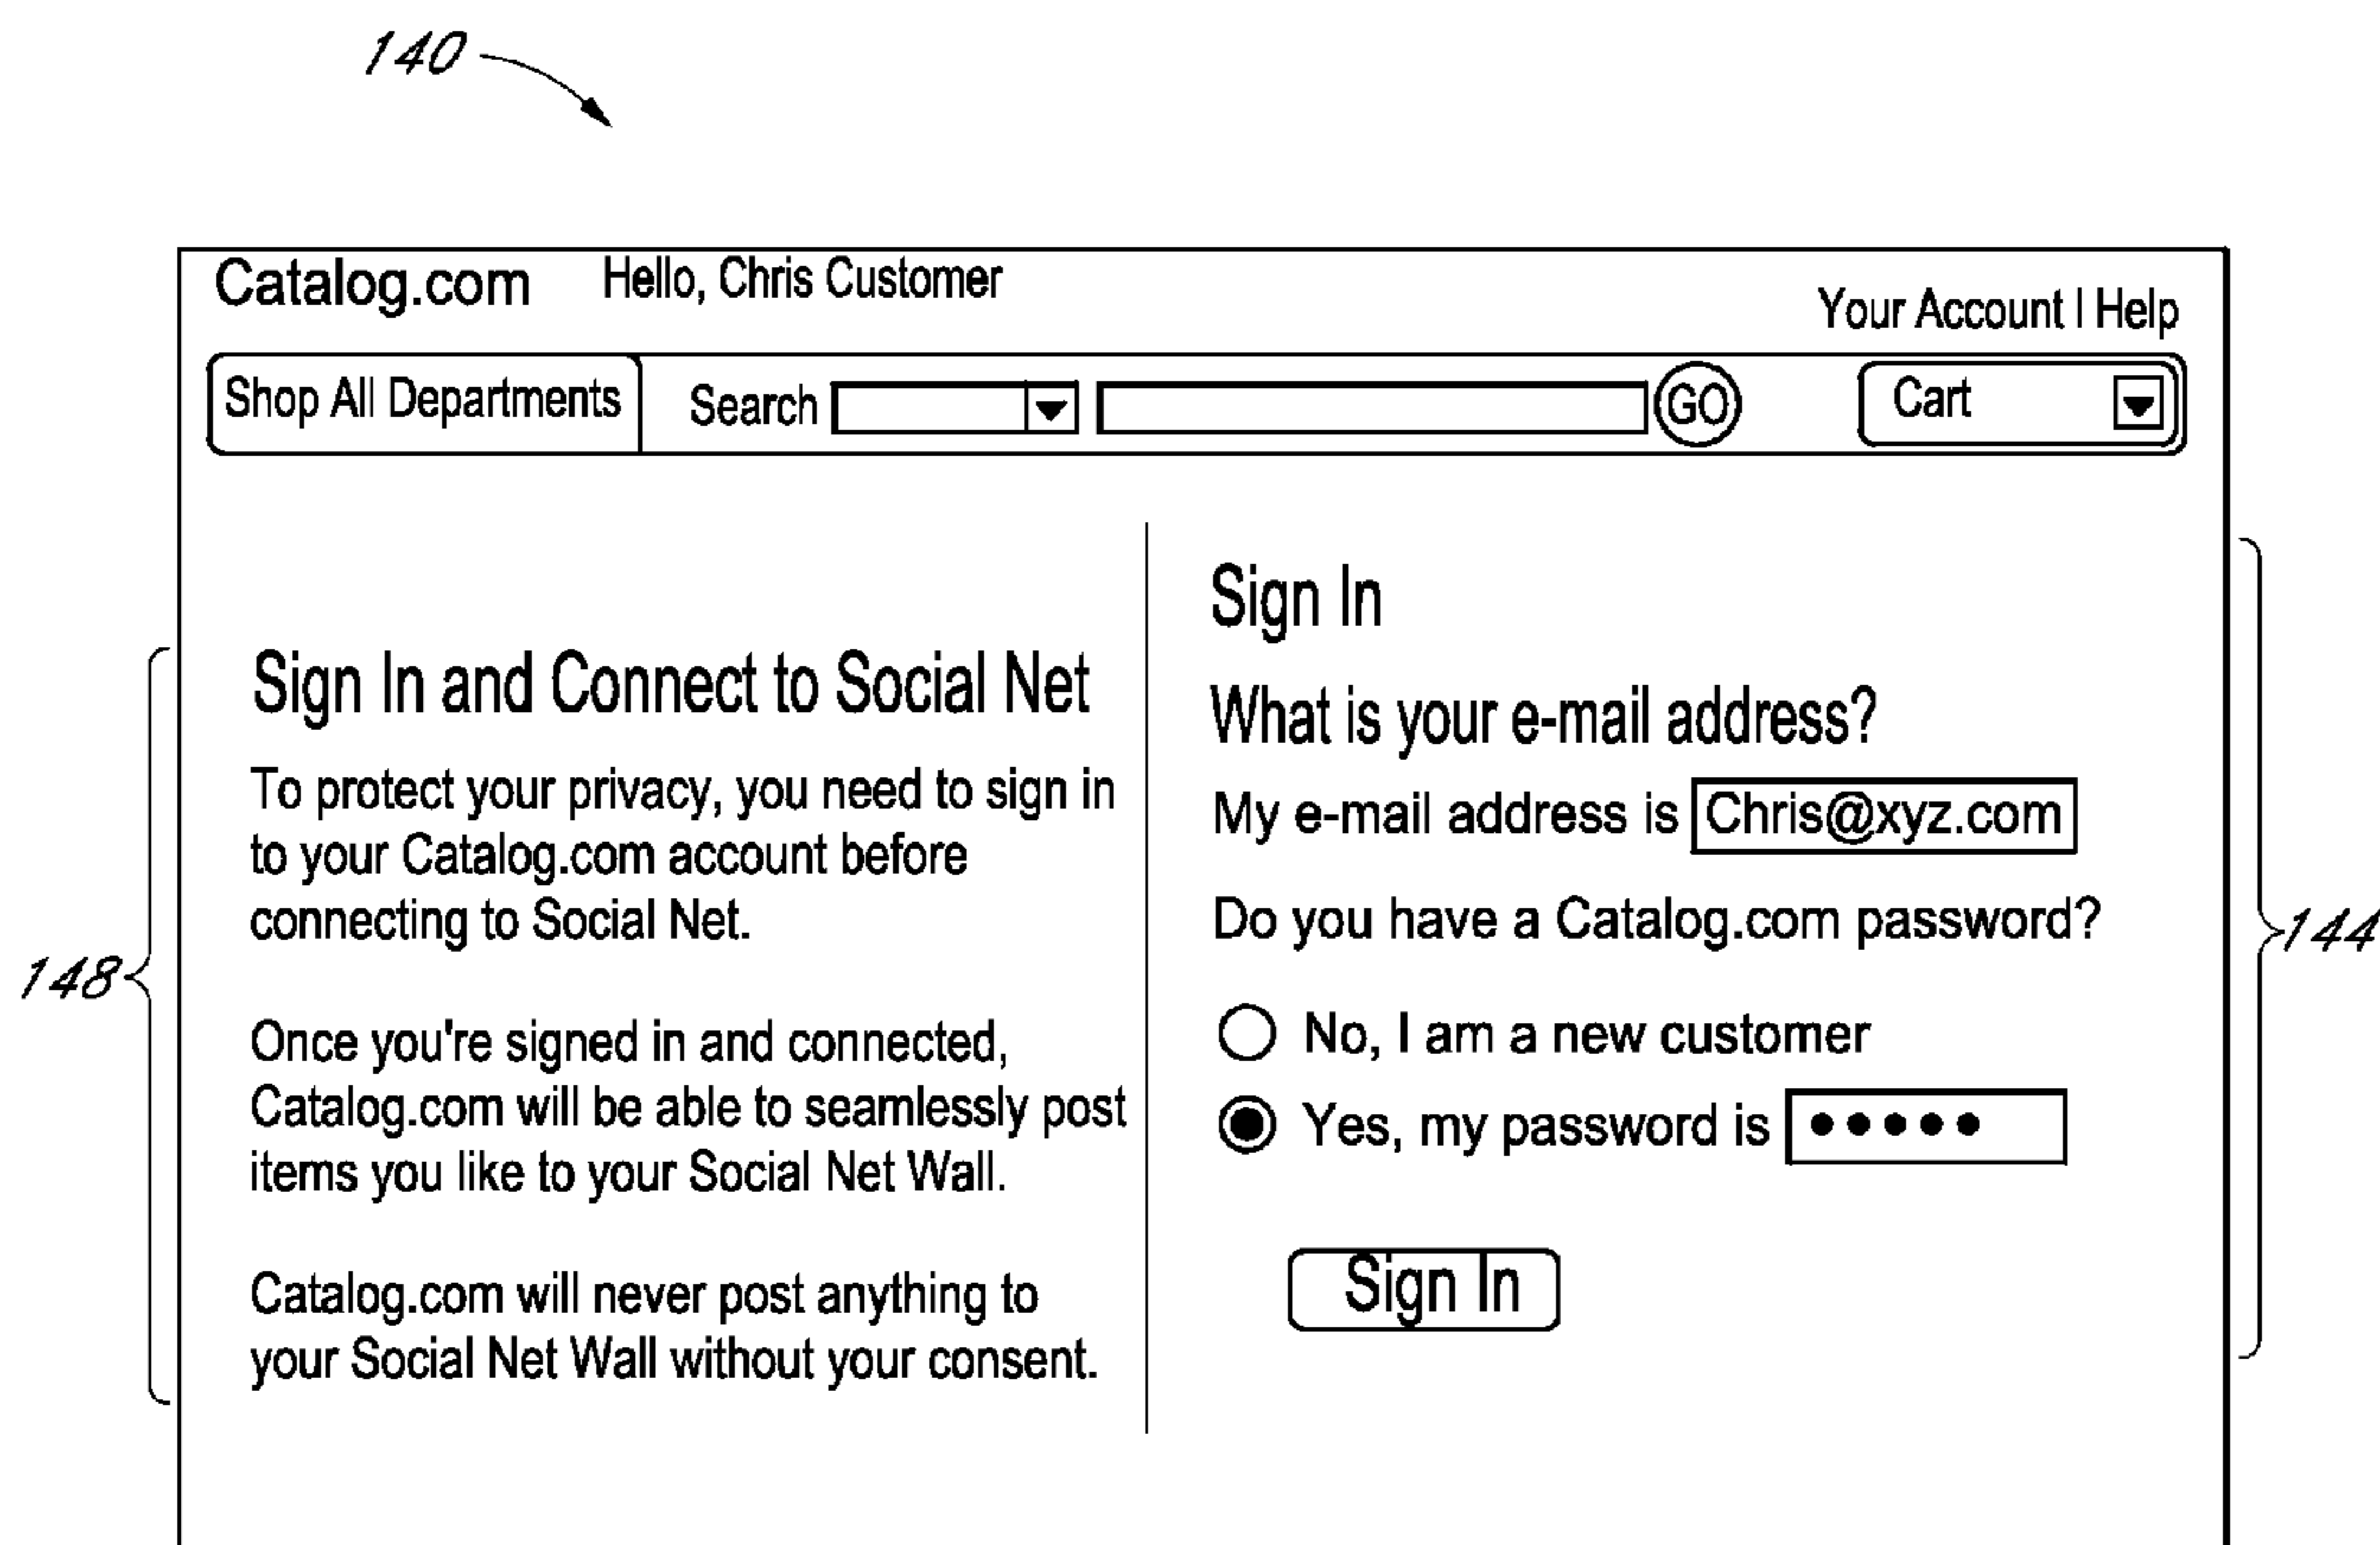 140
Catalog.com Hello, Chris Customer
Your Account | Help
Shop All Departments Search GO Cart
148
Sign In and Connect to Social Net
To protect your privacy, you need to sign in
to your Catalog.com account before
connecting to Social Net.
Once you're signed in and connected,
Catalog.com will be able to seamlessly post
items you like to your Social Net Wall.
Catalog.com will never post anything to
your Social Net Wall without your consent.
Sign In
What is your e-mail address?
My e-mail address is Chris@xyz.com
Do you have a Catalog.com password?
No, I am a new customer
Yes, my password is •••••
Sign In
144